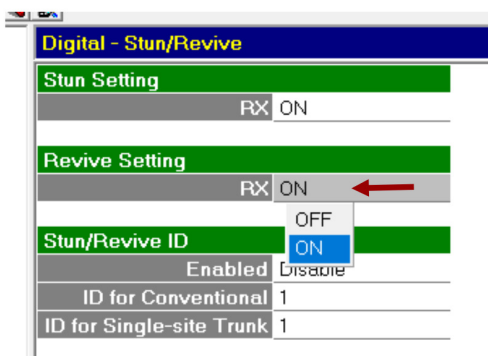 Digital - Stun/Revive
Stun Setting
RX ON
Revive Setting
RX ON
OFF
ON
Stun/Revive ID
Enabled Disable
ID for Conventional 1
ID for Single-site Trunk 1